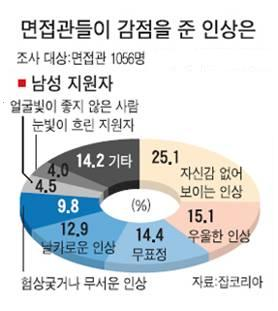 면접관들이 감점을 준 인상은
조사 대상:면접관 1056명
■ 남성 지원자
얼굴빛이 좋지 않은 사람
눈빛이 흐린 지원자
14.2 기타
25.1
자신감 없어
보이는 인상
4.0
4.5
9.8
(%)
15.1
우울한 인상
12.9
날카로운 인상
14.4
무표정
험상궂거나 무서운 인상
자료:잡코리아